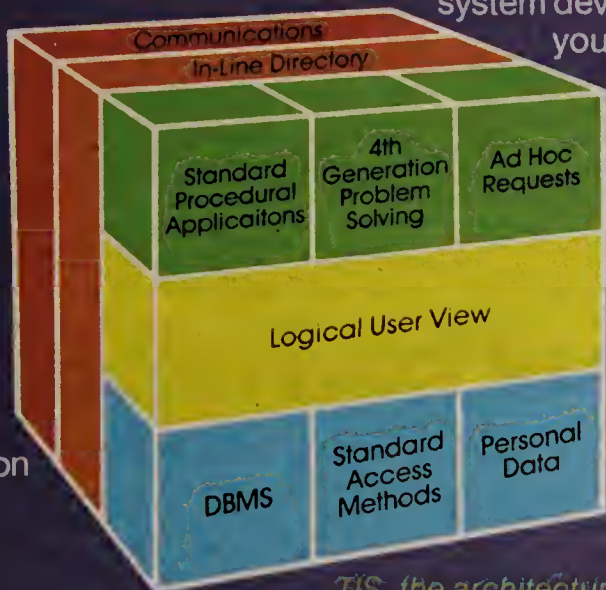 system dev
you
Communications
In-Line Directory
Standard
Procedural
Applicaitons
4th
Generation
Problem
Solving
Ad Hoc
Requests
Logical User View
on
DBMS
Standard
Access
Methods
Personal
Data
TIS, the architectur